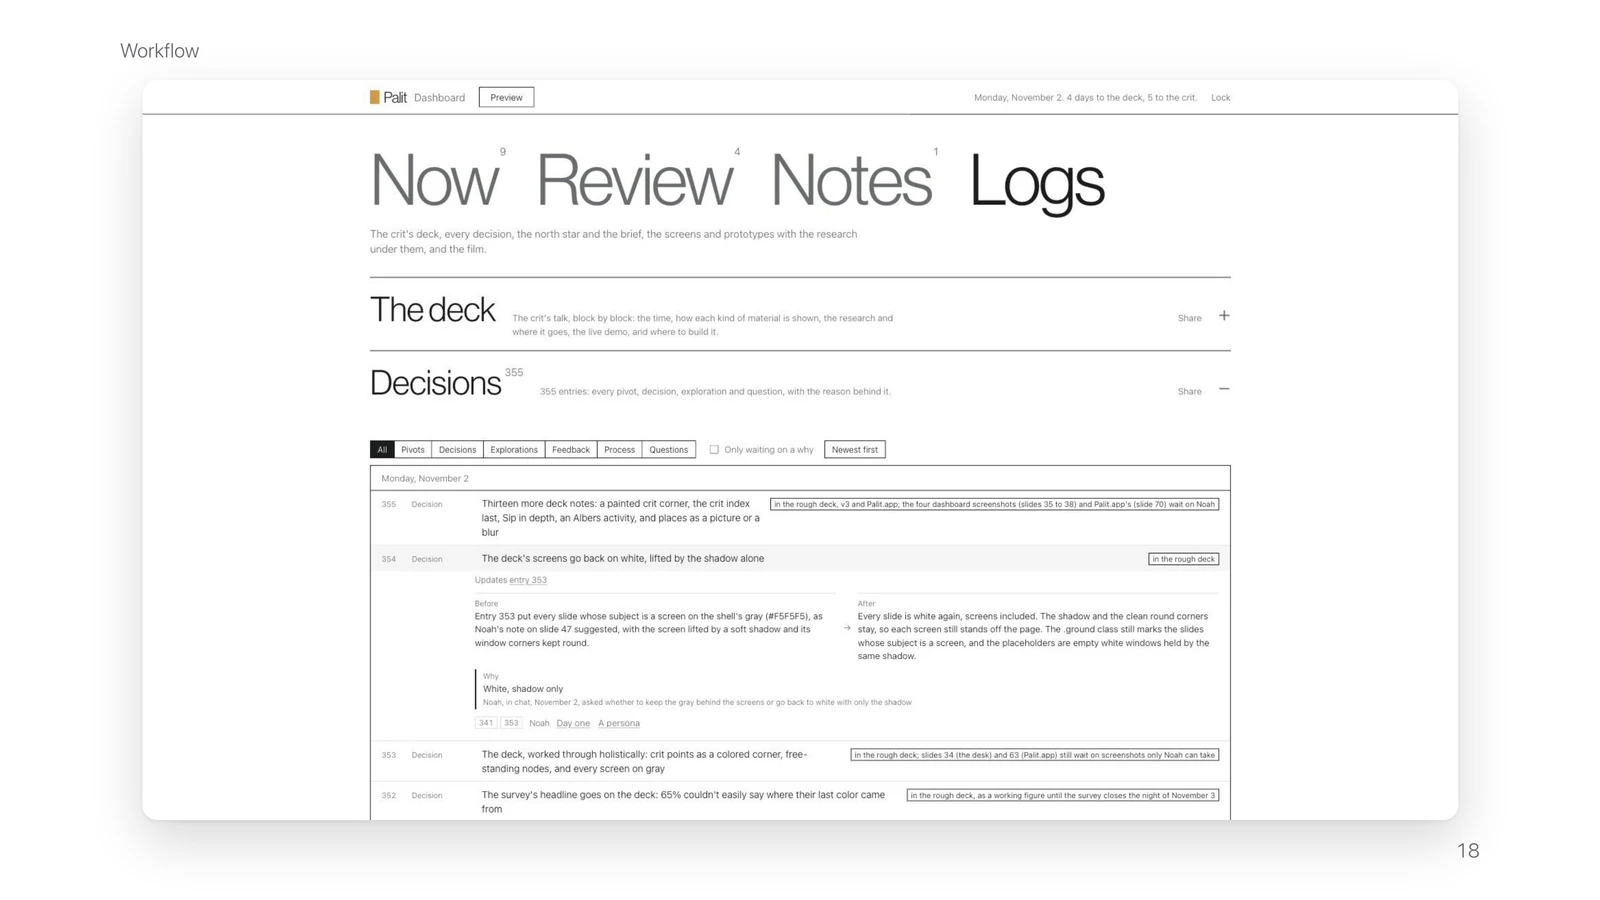 Workflow
Palit Dashboard Preview Monday, November 2. 4 days to the deck, 5 to the crit. Lock
Now 9 Review 4 Notes 1 Logs
The crit's deck, every decision, the north star and the brief, the screens and prototypes with the research
under them, and the film.
The deck
The crit's talk, block by block: the time, how each kind of material is shown, the research and
where it goes, the live demo, and where to build it.
Share +
Decisions 355
355 entries: every pivot, decision, exploration and question, with the reason behind it.
Share −
All Pivots Decisions Explorations Feedback Process Questions Only waiting on a why Newest first
Monday, November 2
355 Decision
Thirteen more deck notes: a painted crit corner, the crit index
last, Sip in depth, an Albers activity, and places as a picture or a
blur
in the rough deck, v3 and Palit.app; the four dashboard screenshots (slides 35 to 38) and Palit.app's (slide 70) wait on Noah
354 Decision The deck's screens go back on white, lifted by the shadow alone in the rough deck
Updates entry 353
Before
Entry 353 put every slide whose subject is a screen on the shell's gray (#F5F5F5), as
Noah's note on slide 47 suggested, with the screen lifted by a soft shadow and its
window corners kept round.
→
After
Every slide is white again, screens included. The shadow and the clean round corners
stay, so each screen still stands off the page. The .ground class still marks the slides
whose subject is a screen, and the placeholders are empty white windows held by the
same shadow.
Why
White, shadow only
Noah, in chat, November 2, asked whether to keep the gray behind the screens or go back to white with only the shadow
341 353 Noah Day one A persona
353 Decision
The deck, worked through holistically: crit points as a colored corner, free-
standing nodes, and every screen on gray
in the rough deck; slides 34 (the desk) and 63 (Palit.app) still wait on screenshots only Noah can take
352 Decision
The survey's headline goes on the deck: 65% couldn't easily say where their last color came
from
in the rough deck, as a working figure until the survey closes the night of November 3
18